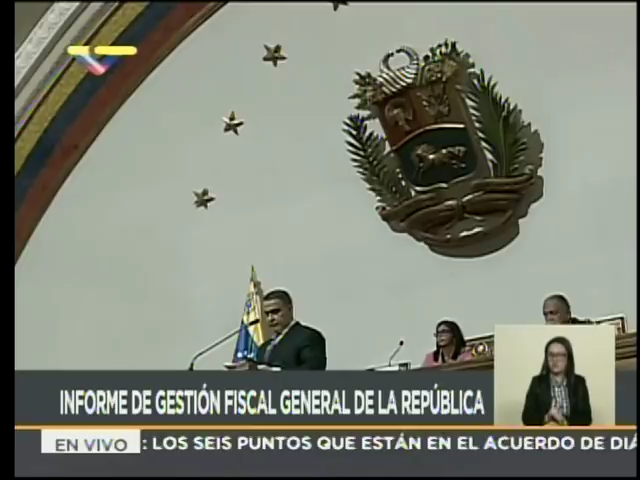 INFORME DE GESTIÓN FISCAL GENERAL DE LA REPÚBLICA
EN VIVO : LOS SEIS PUNTOS QUE ESTÁN EN EL ACUERDO DE DIÁ